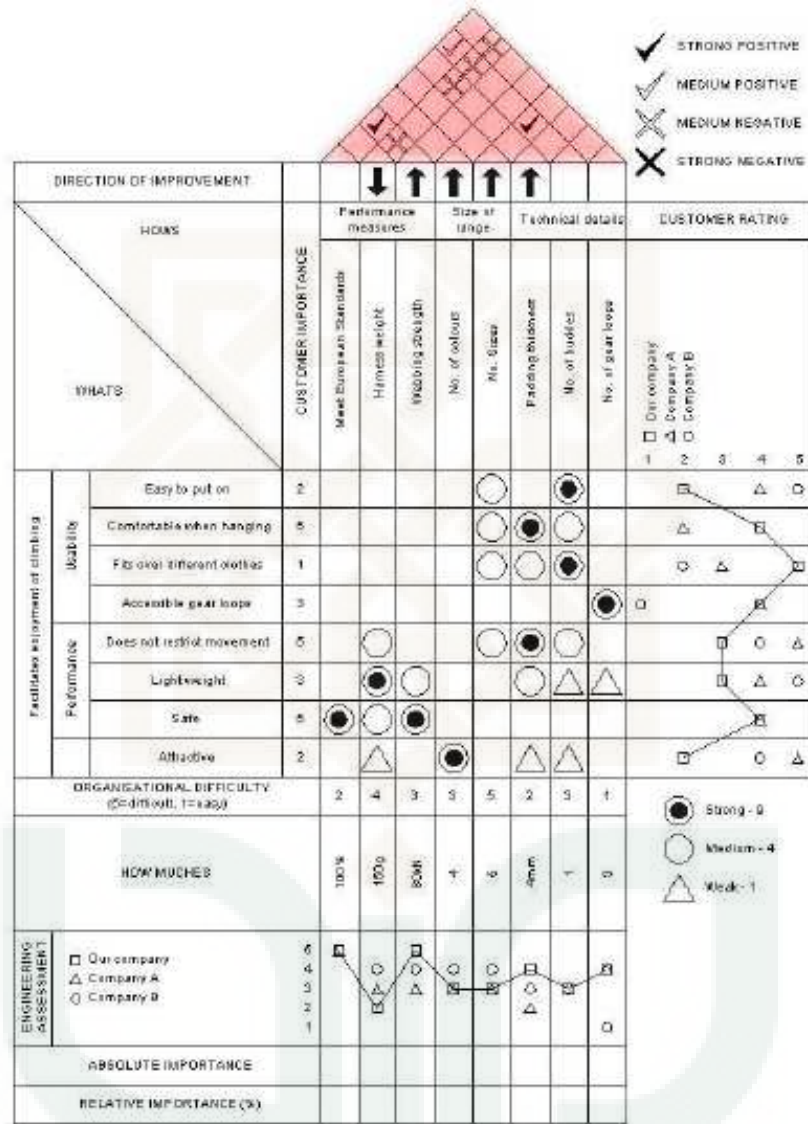 STRONG POSITIVE
MEDIUM POSITIVE
MEDIUM NEGATIVE
STRONG NEGATIVE
DIRECTION OF IMPROVEMENT
HOWS
WHATS
CUSTOMER IMPORTANCE
Performance measures
Size of range
Technical details
CUSTOMER RATING
Meet European Standards
Harness weight
Webbing strength
No. of colours
No. Sizes
Padding thickness
No. of buckles
No. of gear loops
Our company
Company A
Company B
1 2 3 4 5
Facilitates enjoyment of climbing
Usability
Easy to put on 2
Comfortable when hanging 5
Fits over different clothes 1
Accessible gear loops 3
Performance
Does not restrict movement 5
Lightweight 3
Safe 5
Attractive 2
ORGANISATIONAL DIFFICULTY
(5=difficult, 1=easy)
2 4 3 3 5 2 3 1
HOW MUCHES
100% 160g 4 4mm
Strong - 9
Medium - 4
Weak - 1
ENGINEERING ASSESSMENT
Our company
Company A
Company B
5
4
3
2
1
ABSOLUTE IMPORTANCE
RELATIVE IMPORTANCE (%)